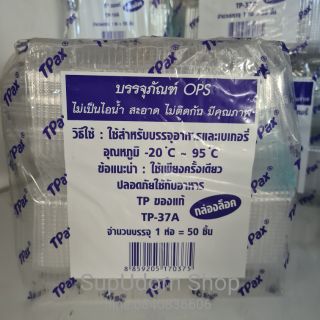 บรรจุภัณฑ์ OPS
ไม่เป็นไอน้ำ สะอาด ไม่ติดกัน มีคุณภาพ
วิธีใช้ : ใช้สำหรับบรรจุอาหารและเบเกอรี่
อุณหภูมิ -20 ํC ~ 95 ํC
ข้อแนะนำ : ใช้เพียงครั้งเดียว
ปลอดภัยใช้กับอาหาร
TP ของแท้
TP-37A
กล่องล็อค
จำนวนบรรจุ 1 ห่อ = 50 ชิ้น
8 859205 170375
TPax
TPax
TPax
TPax
SupUdom Shop